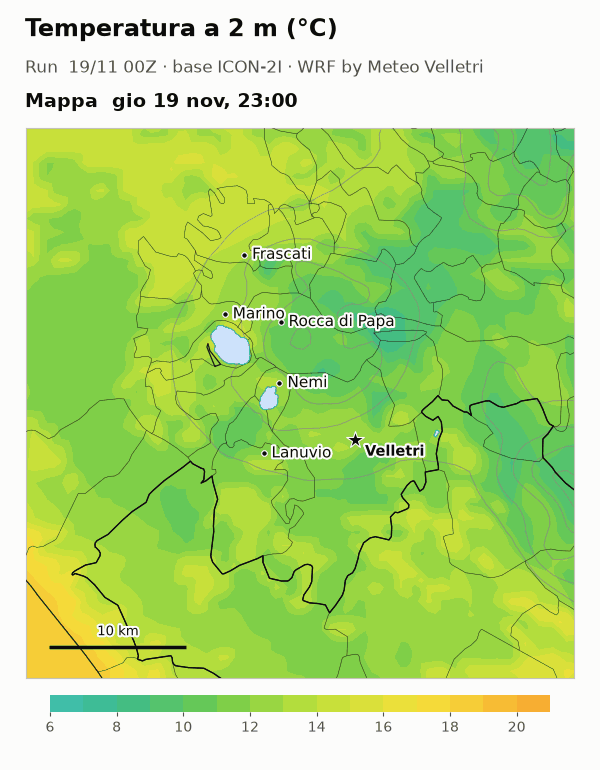 Temperatura a 2 m (°C)
Run  19/11 00Z · base ICON-2I · WRF by Meteo Velletri
Mappa  gio 19 nov, 23:00
Frascati
Marino
Rocca di Papa
Nemi
Velletri
Lanuvio
10 km
6 8 10 12 14 16 18 20